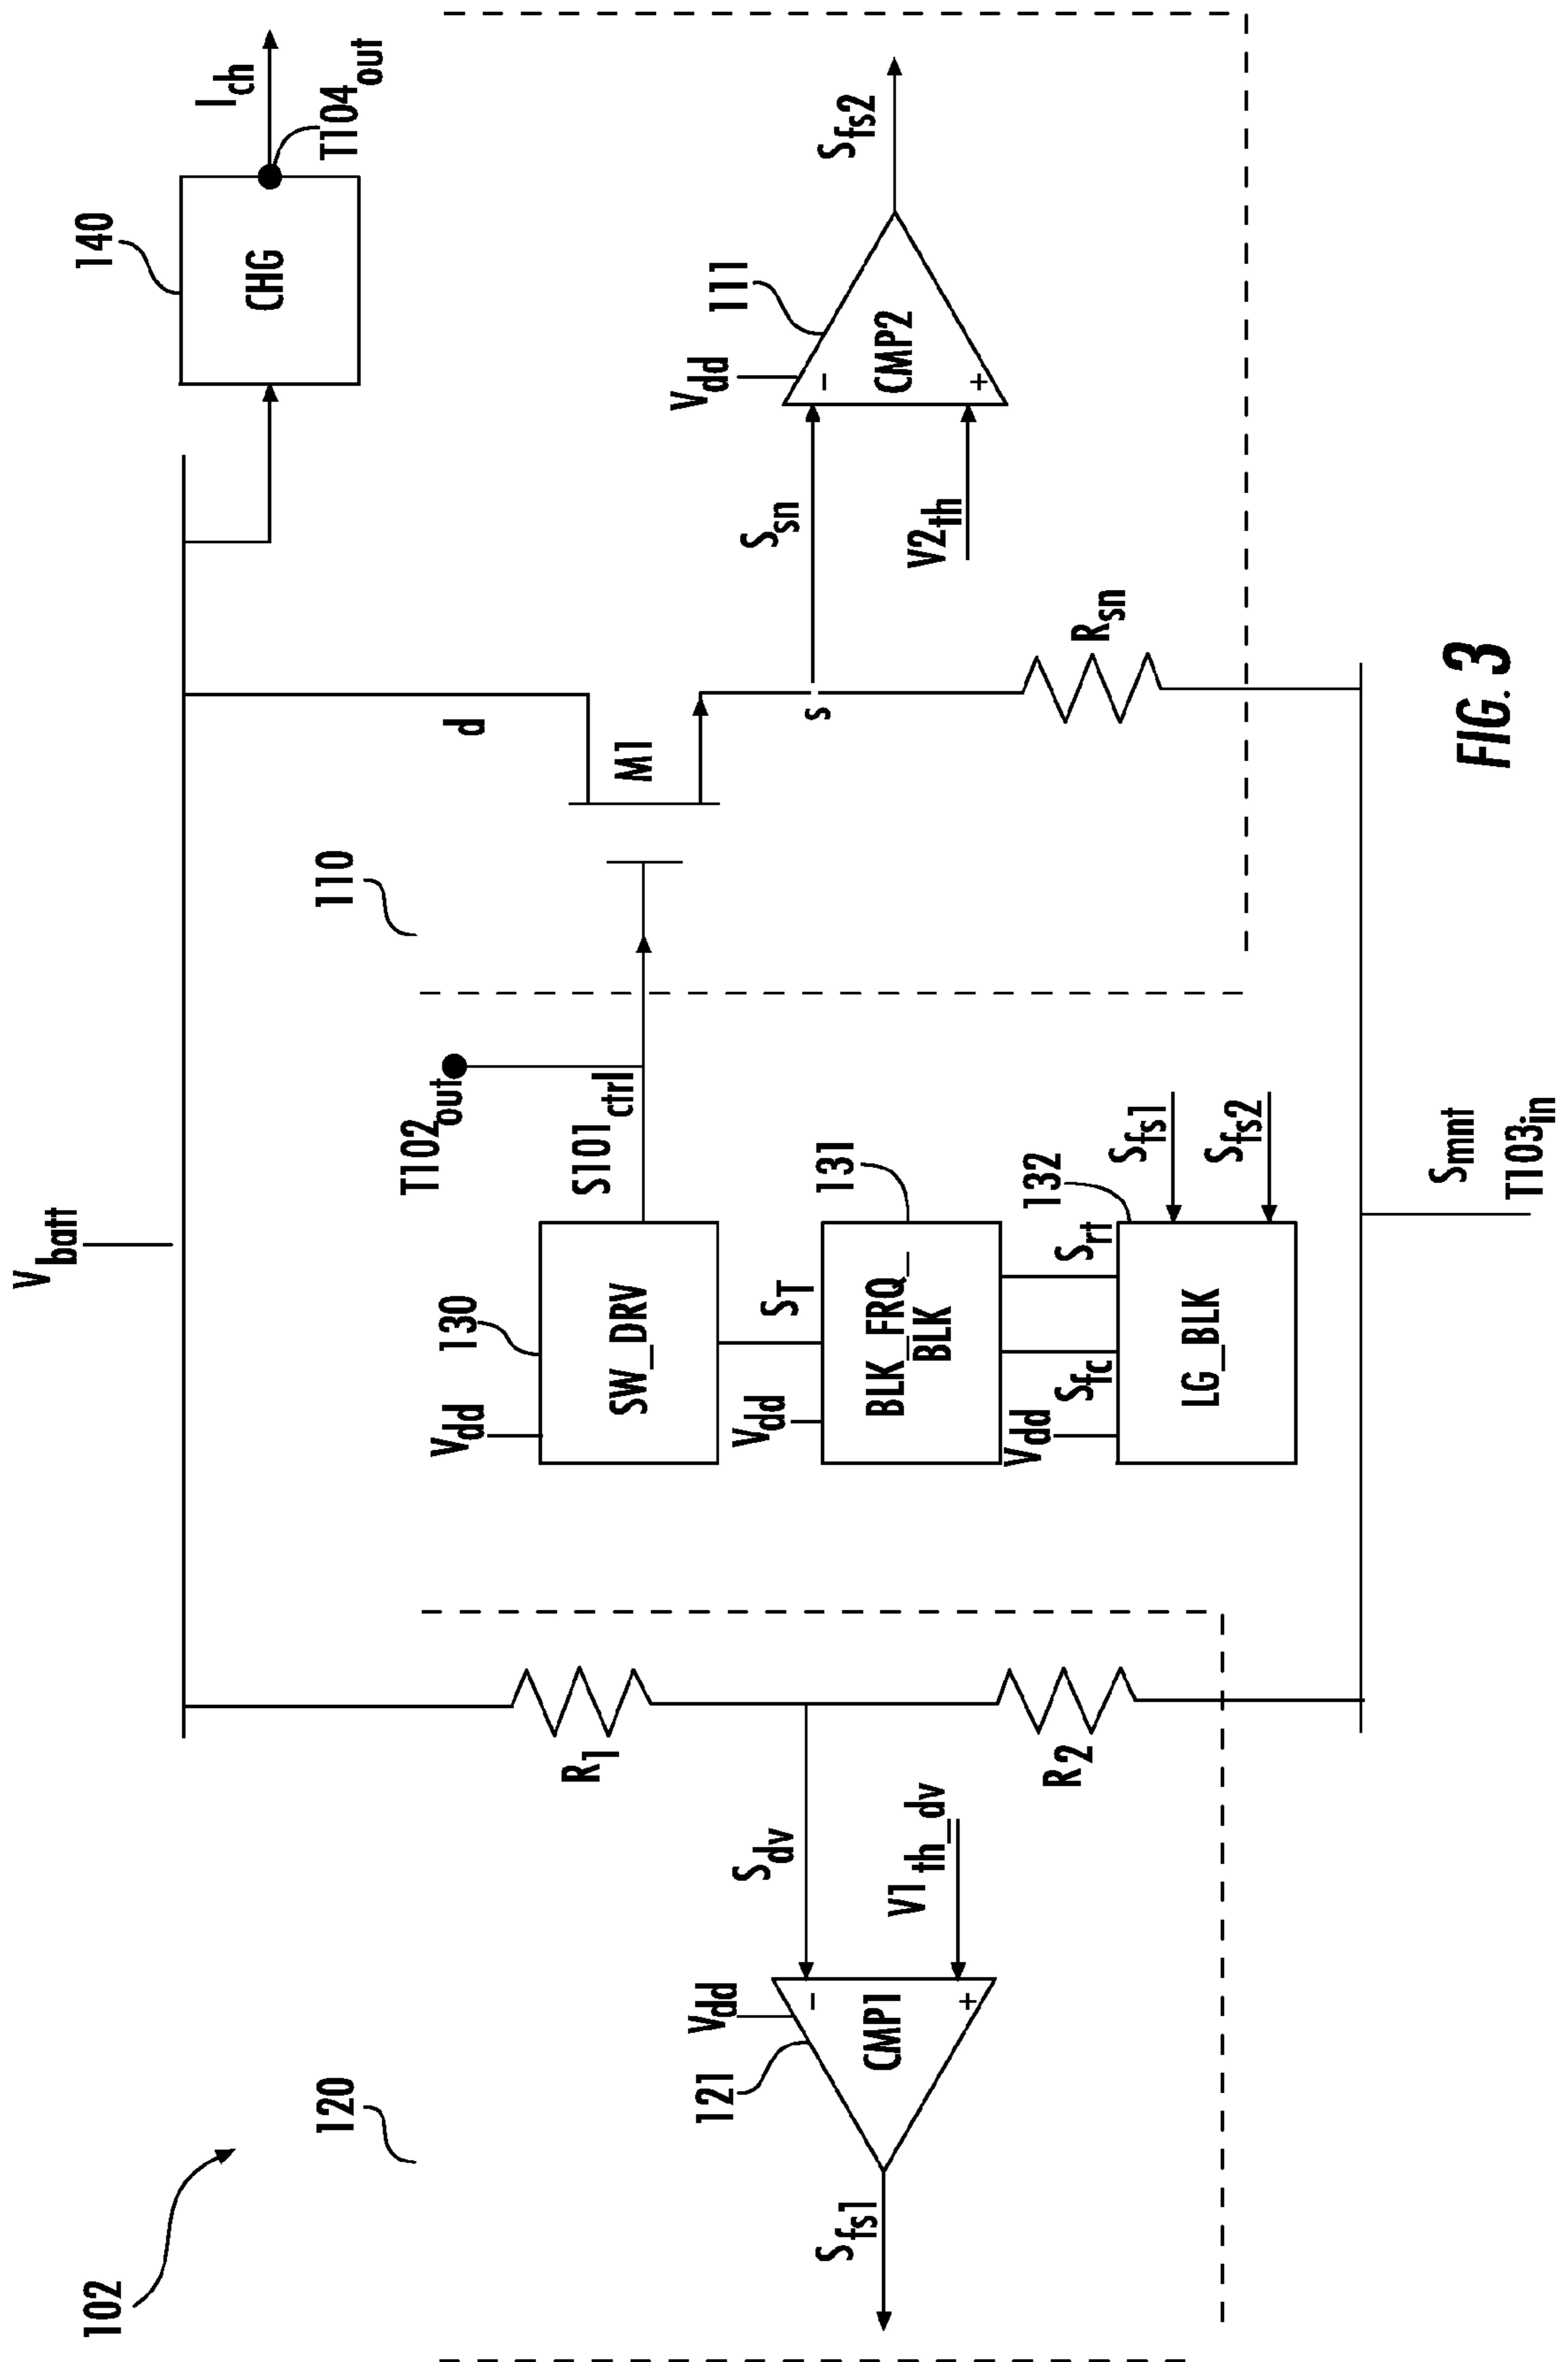 102
120
V_batt
140
CHG
I_ch
T104_out
110
d
M1
s
R_sn
S_sn
V2_th
V_dd
111
CMP2
-
+
S_fs2
T102_out
S101_ctrl
V_dd
130
SW_DRV
S_T
V_dd
131
BLK_FRQ_
BLK
V_dd
S_fc
S_rt
132
LG_BLK
S_fs1
S_fs2
R_1
R_2
S_dv
V1_th_dv
V_dd
121
CMP1
-
+
S_fs1
S_mnt
T103_in
FIG. 3